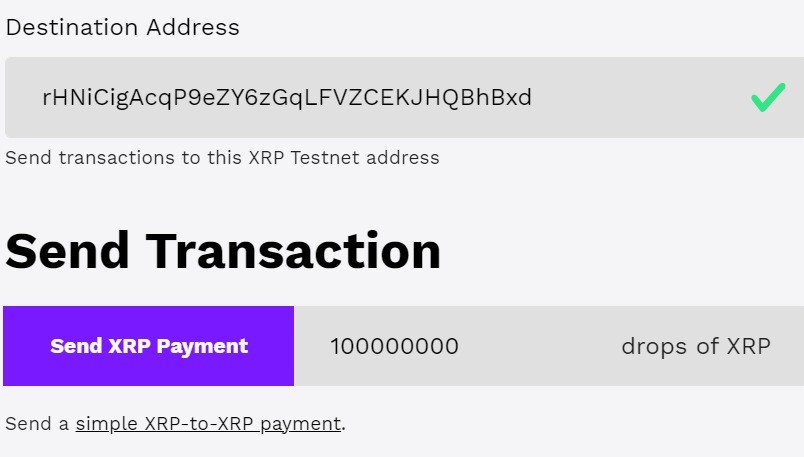 Destination Address
rHNiCigAcqP9eZY6zGqLFVZCEKJHQBhBxd
Send transactions to this XRP Testnet address
Send Transaction
Send XRP Payment 100000000 drops of XRP
Send a simple XRP-to-XRP payment.